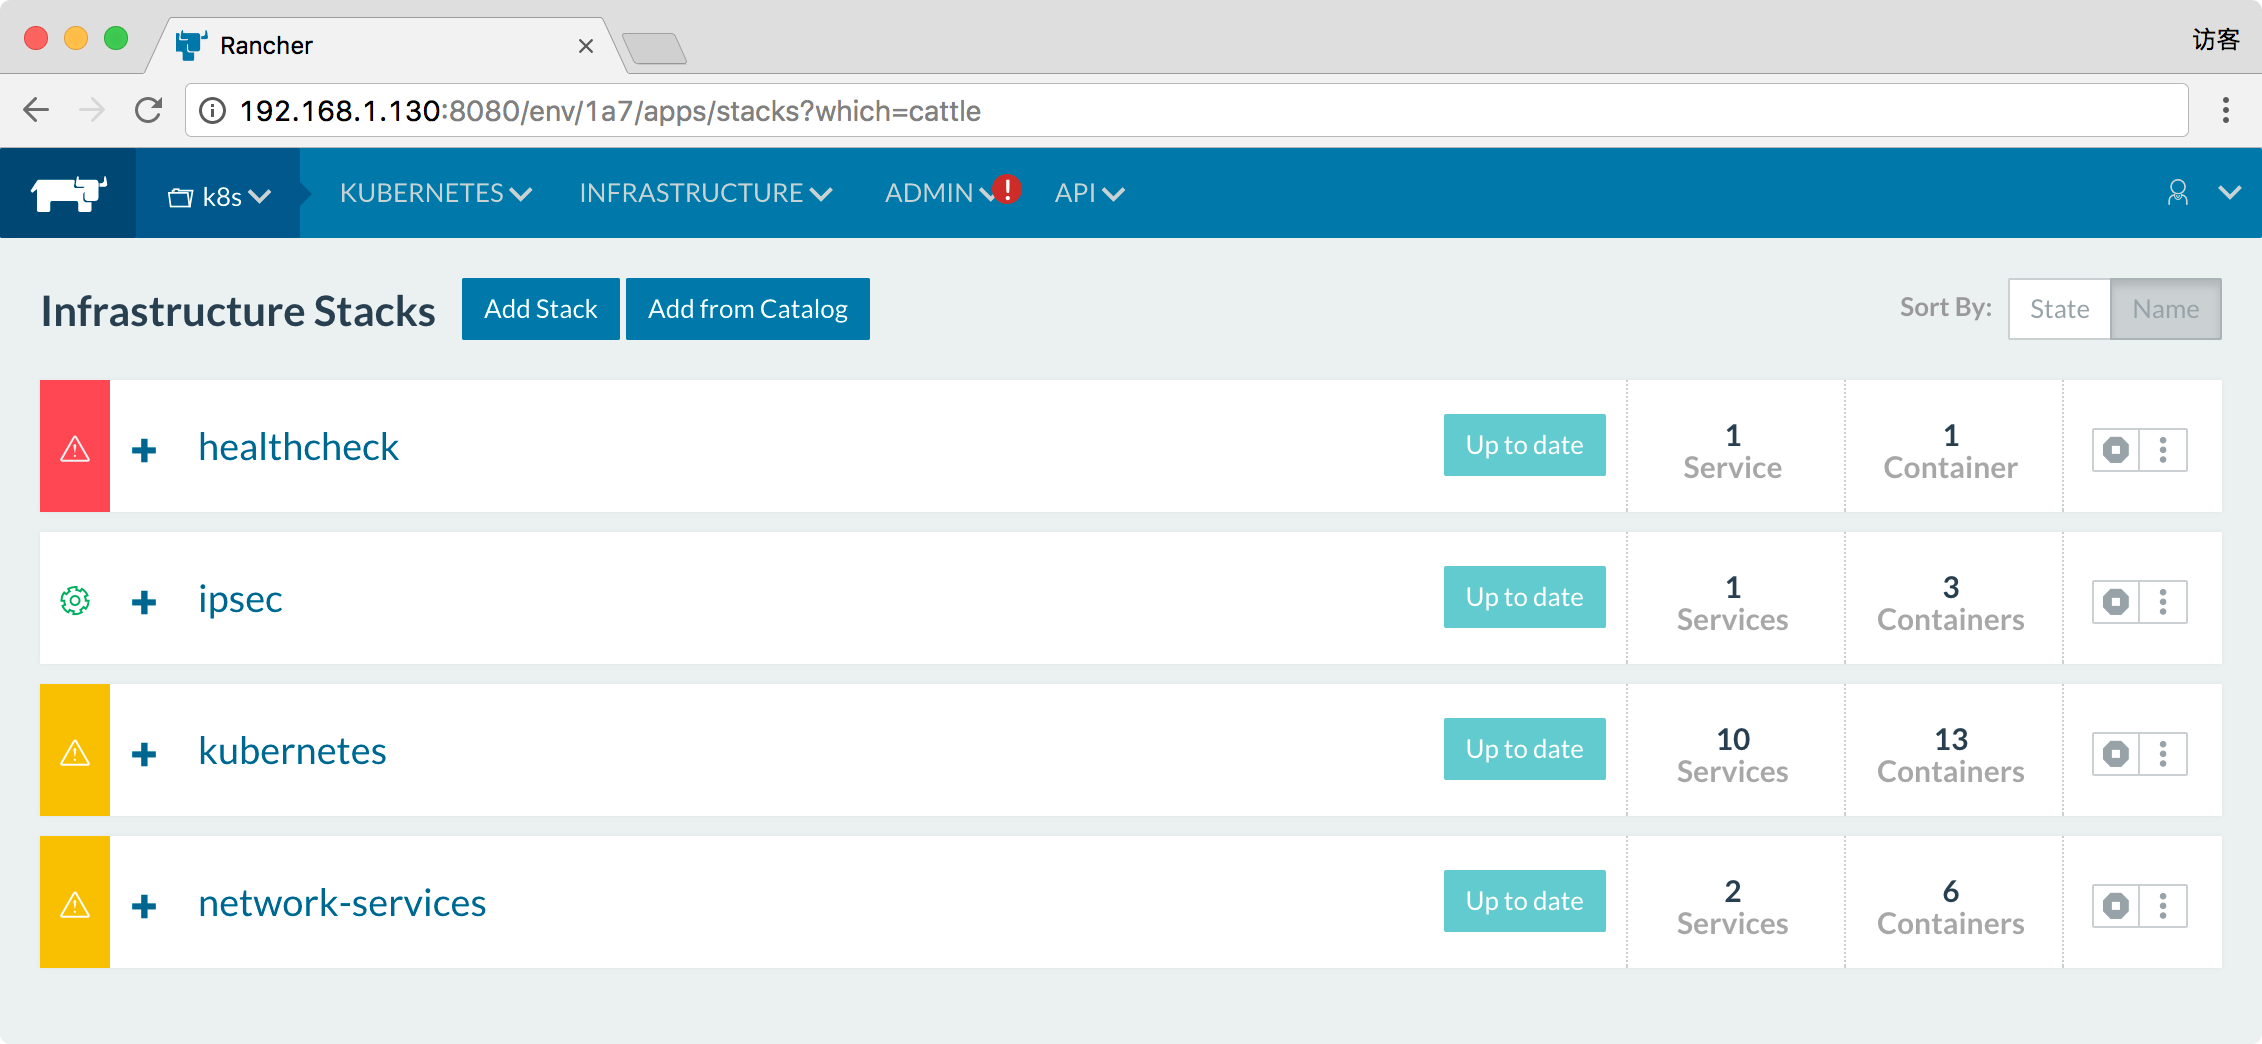 Rancher
访客
192.168.1.130:8080/env/1a7/apps/stacks?which=cattle
k8s KUBERNETES INFRASTRUCTURE ADMIN ! API
Infrastructure Stacks Add Stack Add from Catalog Sort By: State Name
healthcheck Up to date 1 Service 1 Container
ipsec Up to date 1 Services 3 Containers
kubernetes Up to date 10 Services 13 Containers
network-services Up to date 2 Services 6 Containers